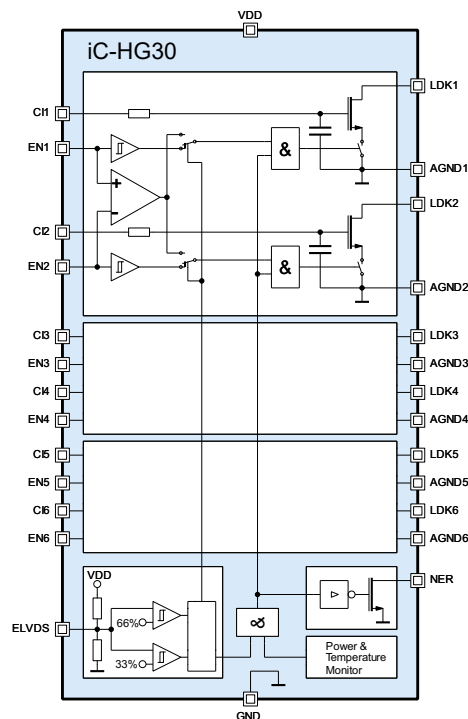 VDD
iC-HG30
CI1
LDK1
EN1
&
AGND1
+
-
LDK2
CI2
EN2
&
AGND2
CI3
LDK3
EN3
AGND3
CI4
LDK4
EN4
AGND4
CI5
LDK5
EN5
AGND5
CI6
LDK6
EN6
AGND6
VDD
NER
66%
ELVDS
&
33%
Power &
Temperature
Monitor
GND